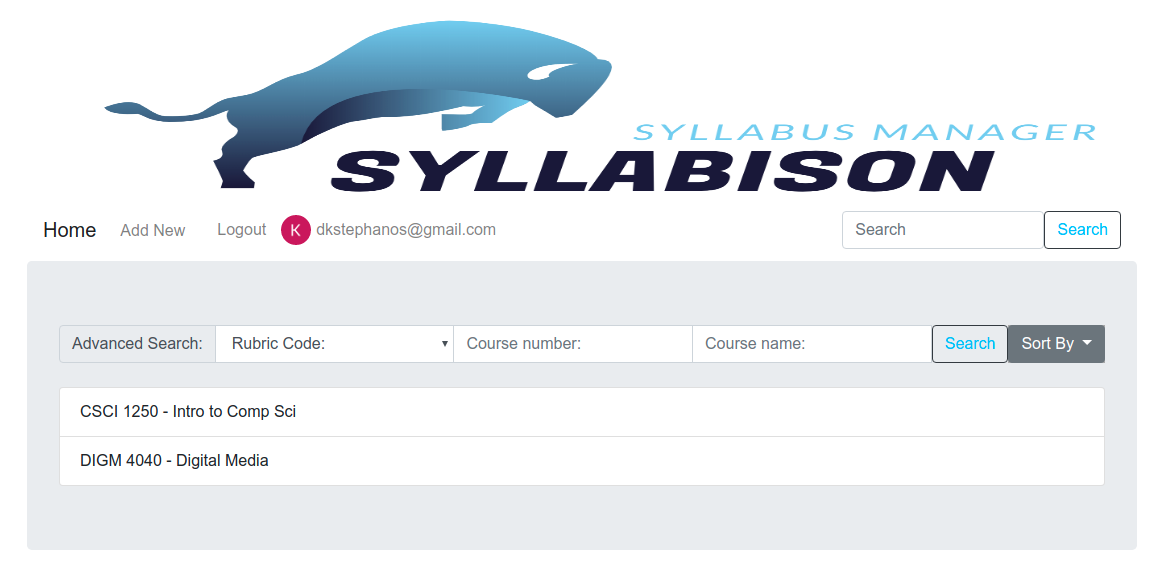 SYLLABUS MANAGER
SYLLABISON
Home Add New Logout K dkstephanos@gmail.com Search Search
Advanced Search: Rubric Code: Course number: Course name: Search Sort By
CSCI 1250 - Intro to Comp Sci
DIGM 4040 - Digital Media